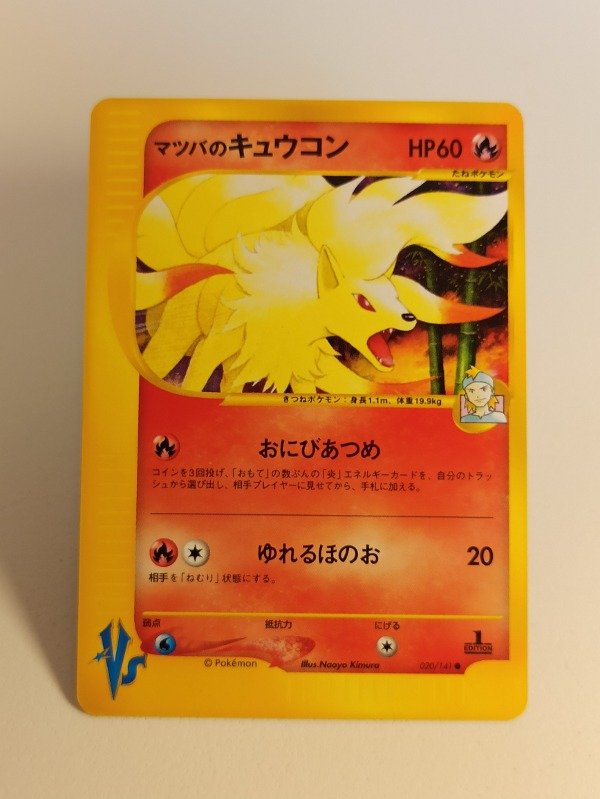 マツバのキュウコン HP60
たねポケモン
きつねポケモン：身長1.1m、体重19.9kg
おにびあつめ
コインを3回投げ、「おもて」の数ぶんの「炎」エネルギーカードを、自分のトラッ
シュから選び出し、相手プレイヤーに見せてから、手札に加える。
ゆれるほのお 20
相手を「ねむり」状態にする。
弱点 抵抗力 にげる
1
EDITION
VS
© Pokémon Illus.Naoyo Kimura 020/141